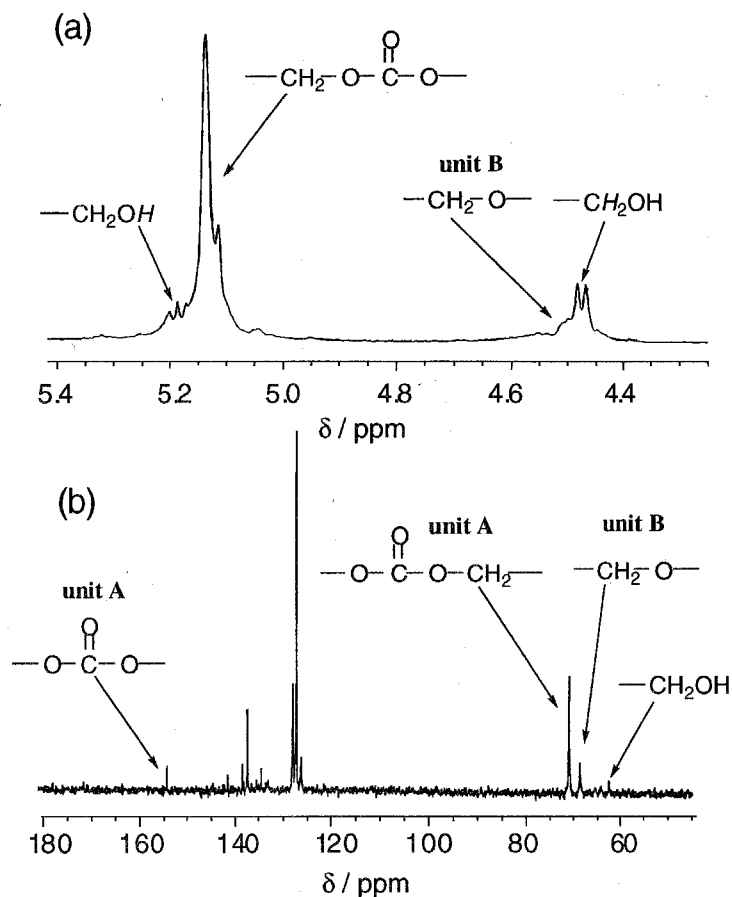 (a)
O
—CH₂—O—C—O—
unit B
—CH₂OH
—CH₂—O—
—CH₂OH
5.4 5.2 5.0 4.8 4.6 4.4
δ / ppm
(b)
unit A
unit B
O
—O—C—O—CH₂—
—CH₂—O—
unit A
O
—O—C—O—
—CH₂OH
180 160 140 120 100 80 60
δ / ppm